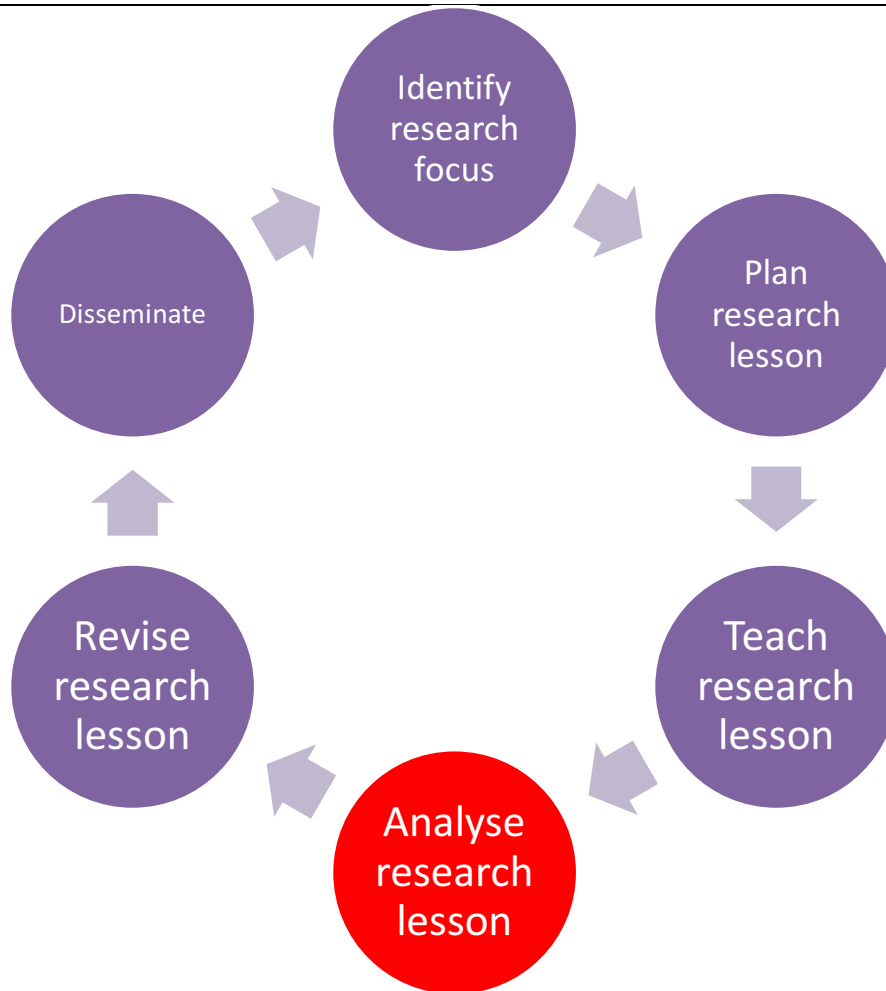 Identify
research
focus
Plan
research
lesson
Teach
research
lesson
Analyse
research
lesson
Revise
research
lesson
Disseminate